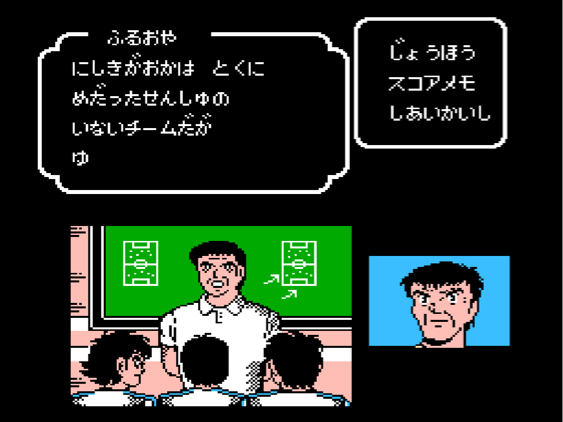 ふるおや
にしきがおかは とくに
めだったせんしゅの
いないチームだが
ゆ
じょうほう
スコアメモ
しあいかいし